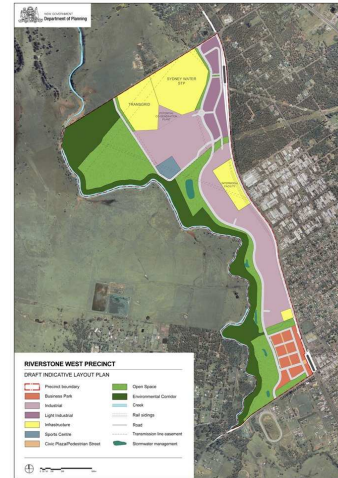 NSW GOVERNMENT
Department of Planning
SYDNEY WATER
STP
TRANSGRID
RIVERSTONE WEST PRECINCT
DRAFT INDICATIVE LAYOUT PLAN
Precinct boundary
Business Park
Industrial
Light Industrial
Infrastructure
Sports Centre
Civic Plaza/Pedestrian Street
Open Space
Environmental Corridor
Creek
Rail sidings
Road
Transmission line easement
Stormwater management